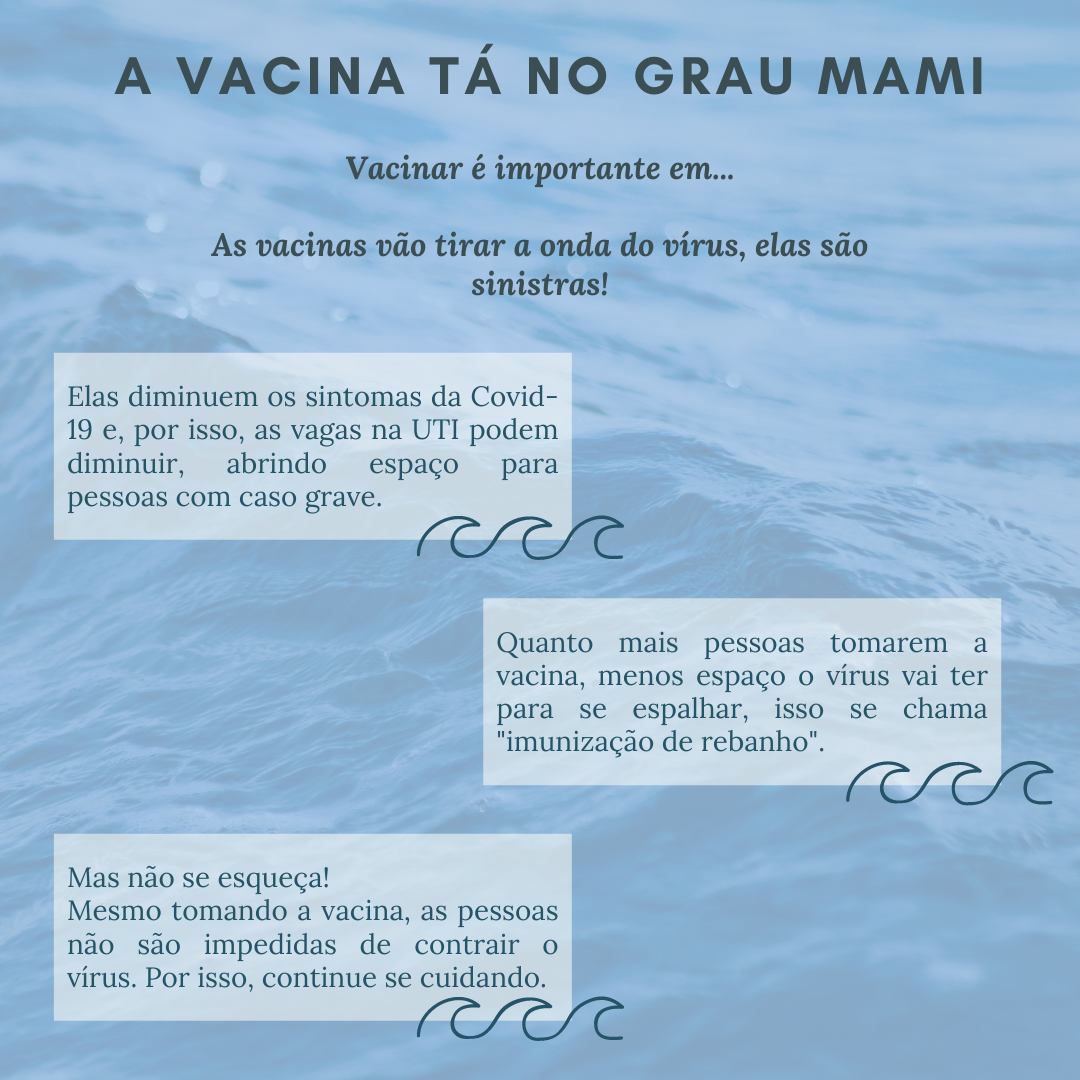 A VACINA TÁ NO GRAU MAMI
Vacinar é importante em...
As vacinas vão tirar a onda do vírus, elas são
sinistras!
Elas diminuem os sintomas da Covid-
19 e, por isso, as vagas na UTI podem
diminuir, abrindo espaço para
pessoas com caso grave.
Quanto mais pessoas tomarem a
vacina, menos espaço o vírus vai ter
para se espalhar, isso se chama
"imunização de rebanho".
Mas não se esqueça!
Mesmo tomando a vacina, as pessoas
não são impedidas de contrair o
vírus. Por isso, continue se cuidando.